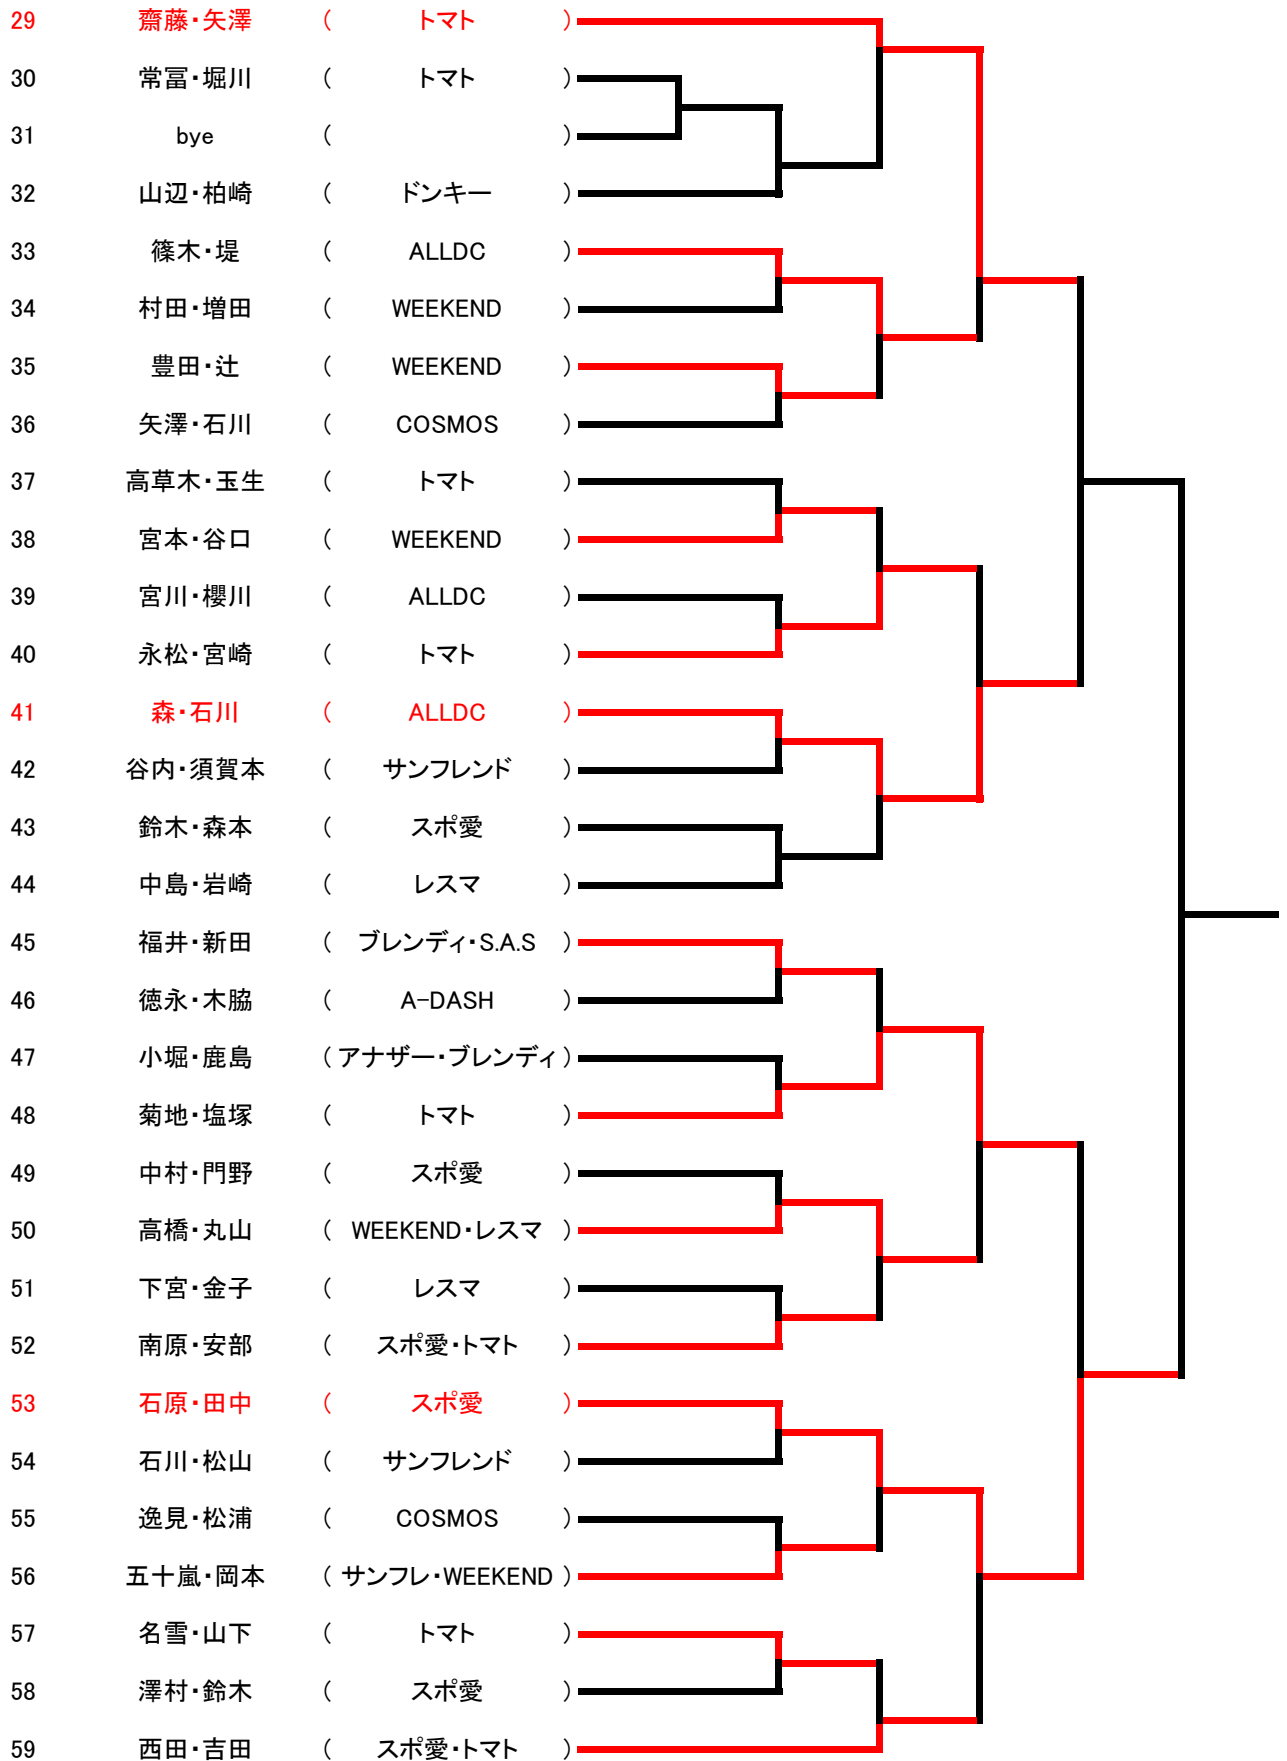 29 齋藤・矢澤 ( トマト )
30 常冨・堀川 ( トマト )
31 bye ( )
32 山辺・柏崎 ( ドンキー )
33 篠木・堤 ( ALLDC )
34 村田・増田 ( WEEKEND )
35 豊田・辻 ( WEEKEND )
36 矢澤・石川 ( COSMOS )
37 高草木・玉生 ( トマト )
38 宮本・谷口 ( WEEKEND )
39 宮川・櫻川 ( ALLDC )
40 永松・宮崎 ( トマト )
41 森・石川 ( ALLDC )
42 谷内・須賀本 ( サンフレンド )
43 鈴木・森本 ( スポ愛 )
44 中島・岩崎 ( レスマ )
45 福井・新田 ( ブレンディ・S.A.S )
46 徳永・木脇 ( A-DASH )
47 小堀・鹿島 (アナザー・ブレンディ)
48 菊地・塩塚 ( トマト )
49 中村・門野 ( スポ愛 )
50 高橋・丸山 ( WEEKEND・レスマ )
51 下宮・金子 ( レスマ )
52 南原・安部 ( スポ愛・トマト )
53 石原・田中 ( スポ愛 )
54 石川・松山 ( サンフレンド )
55 逸見・松浦 ( COSMOS )
56 五十嵐・岡本 ( サンフレ・WEEKEND )
57 名雪・山下 ( トマト )
58 澤村・鈴木 ( スポ愛 )
59 西田・吉田 ( スポ愛・トマト )